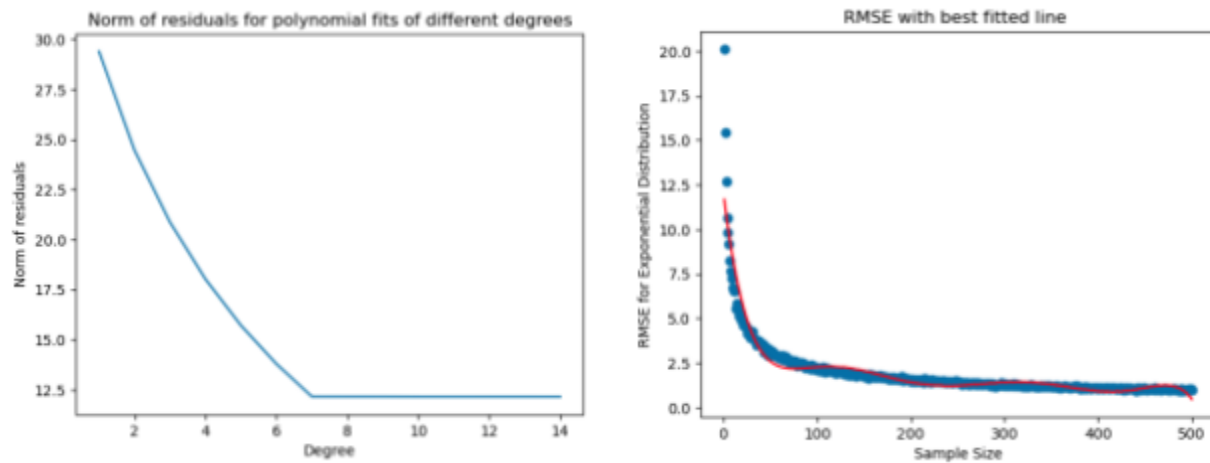 Norm of residuals for polynomial fits of different degrees
30.0
27.5
25.0
22.5
20.0
17.5
15.0
12.5
Norm of residuals
2 4 6 8 10 12 14
Degree
RMSE with best fitted line
20.0
17.5
15.0
12.5
10.0
7.5
5.0
2.5
0.0
RMSE for Exponential Distribution
0 100 200 300 400 500
Sample Size